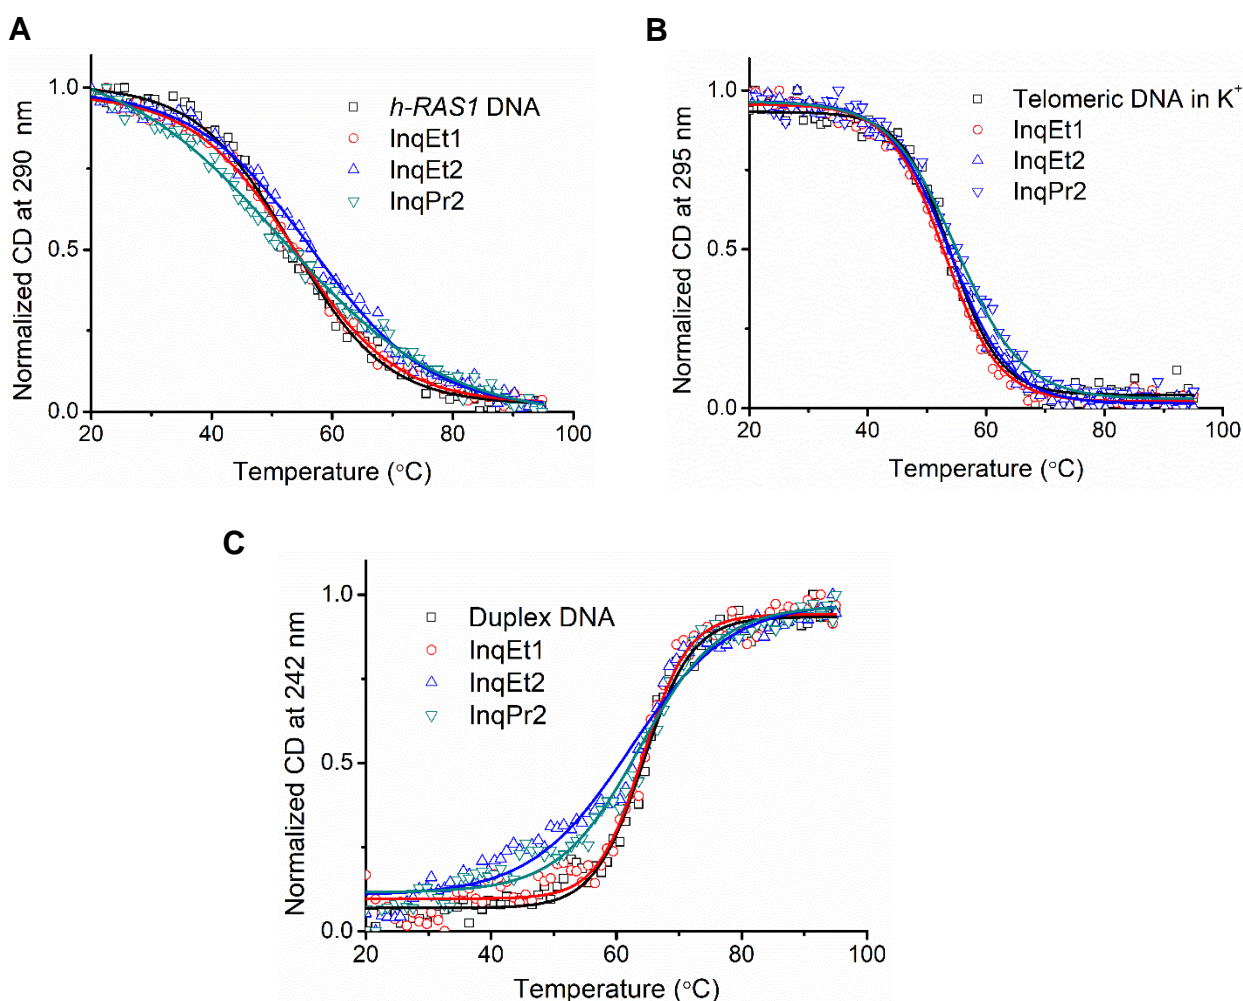 A
Normalized CD at 290 nm
1.0
0.5
0.0
h-RAS1 DNA
InqEt1
InqEt2
InqPr2
20 40 60 80 100
Temperature (°C)
B
Normalized CD at 295 nm
1.0
0.5
0.0
Telomeric DNA in K⁺
InqEt1
InqEt2
InqPr2
20 40 60 80 100
Temperature (°C)
C
Normalized CD at 242 nm
1.0
0.5
0.0
Duplex DNA
InqEt1
InqEt2
InqPr2
20 40 60 80 100
Temperature (°C)